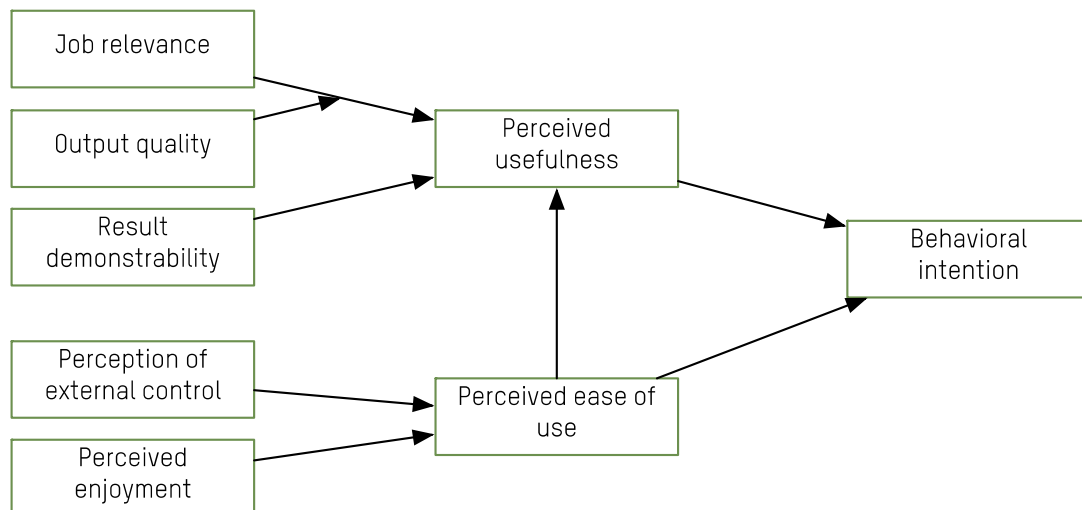 Job relevance
Output quality
Result
demonstrability
Perception of
external control
Perceived
enjoyment
Perceived
usefulness
Perceived ease of
use
Behavioral
intention